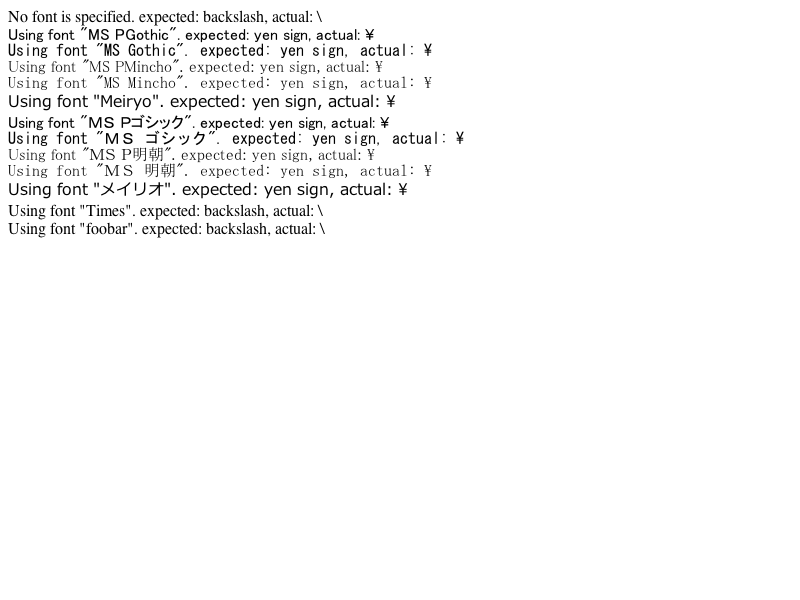 No font is specified. expected: backslash, actual: \
Using font "MS PGothic". expected: yen sign, actual: ¥
Using font "MS Gothic". expected: yen sign, actual: ¥
Using font "MS PMincho". expected: yen sign, actual: ¥
Using font "MS Mincho". expected: yen sign, actual: ¥
Using font "Meiryo". expected: yen sign, actual: ¥
Using font "ＭＳ Ｐゴシック". expected: yen sign, actual: ¥
Using font "ＭＳ ゴシック". expected: yen sign, actual: ¥
Using font "ＭＳ Ｐ明朝". expected: yen sign, actual: ¥
Using font "ＭＳ 明朝". expected: yen sign, actual: ¥
Using font "メイリオ". expected: yen sign, actual: ¥
Using font "Times". expected: backslash, actual: \
Using font "foobar". expected: backslash, actual: \